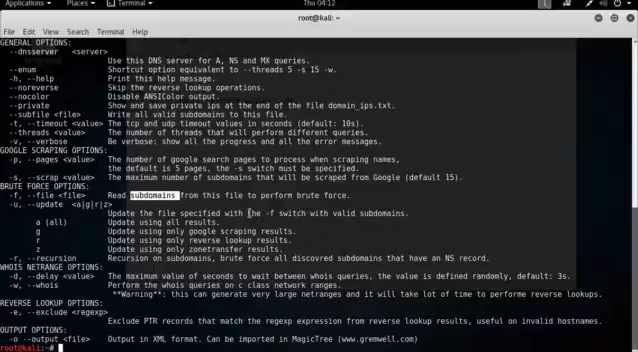 Applications ▾ Places ▾ Terminal ▾ Thu 04:12
root@kali: ~
File Edit View Search Terminal Help
GENERAL OPTIONS:
--dnsserver <server>
Use this DNS server for A, NS and MX queries.
--enum Shortcut option equivalent to --threads 5 -s 15 -w.
-h, --help Print this help message.
--noreverse Skip the reverse lookup operations.
--nocolor Disable ANSIColor output.
--private Show and save private ips at the end of the file domain_ips.txt.
--subfile <file> Write all valid subdomains to this file.
-t, --timeout <value> The tcp and udp timeout values in seconds (default: 10s).
--threads <value> The number of threads that will perform different queries.
-v, --verbose Be verbose: show all the progress and all the error messages.
GOOGLE SCRAPING OPTIONS:
-p, --pages <value> The number of google search pages to process when scraping names,
the default is 5 pages, the -s switch must be specified.
-s, --scrap <value> The maximum number of subdomains that will be scraped from Google (default 15).
BRUTE FORCE OPTIONS:
-f, --file <file> Read subdomains from this file to perform brute force.
-u, --update <a|g|r|z>
Update the file specified with the -f switch with valid subdomains.
a (all) Update using all results.
g Update using only google scraping results.
r Update using only reverse lookup results.
z Update using only zonetransfer results.
-r, --recursion Recursion on subdomains, brute force all discovred subdomains that have an NS record.
WHOIS NETRANGE OPTIONS:
-d, --delay <value> The maximum value of seconds to wait between whois queries, the value is defined randomly, default: 3s.
-w, --whois Perform the whois queries on c class network ranges.
**Warning**: this can generate very large netranges and it will take lot of time to performe reverse lookups.
REVERSE LOOKUP OPTIONS:
-e, --exclude <regexp>
Exclude PTR records that match the regexp expression from reverse lookup results, useful on invalid hostnames.
OUTPUT OPTIONS:
-o --output <file> Output in XML format. Can be imported in MagicTree (www.gremwell.com)
root@kali:~#